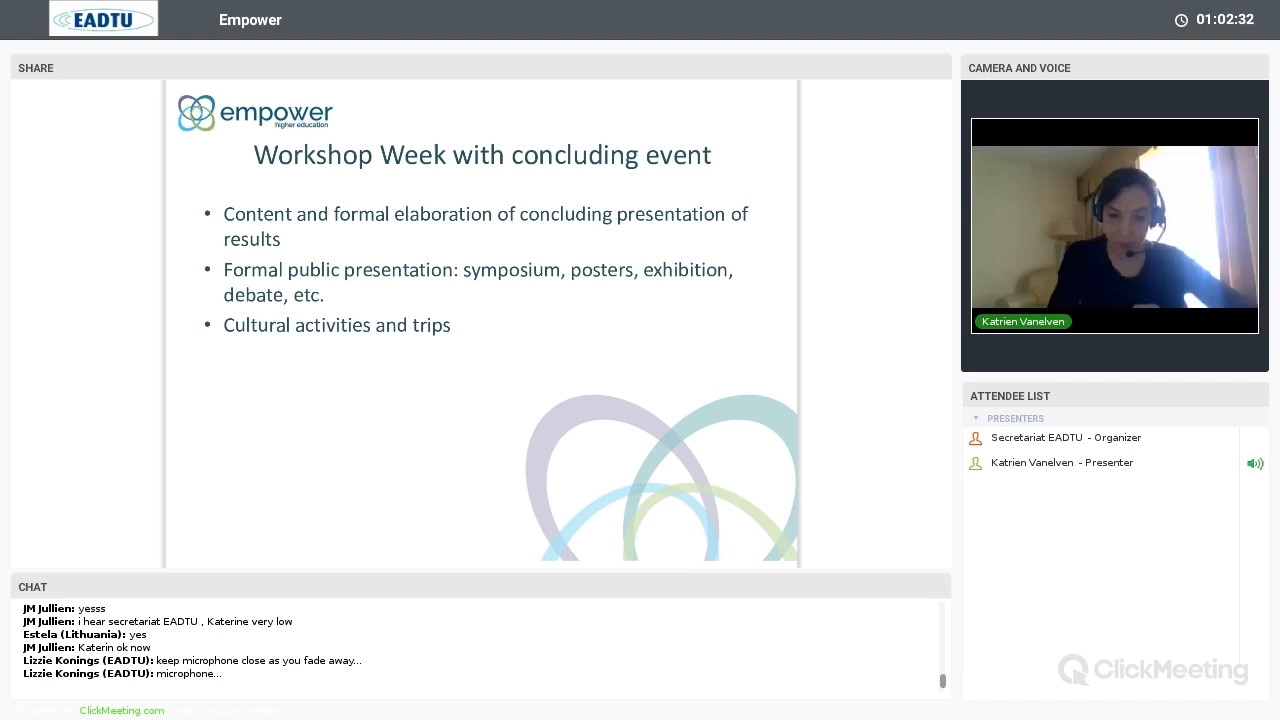 EADTU
Empower
01:02:32
SHARE
CAMERA AND VOICE
empower
higher education
Workshop Week with concluding event
• Content and formal elaboration of concluding presentation of
results
• Formal public presentation: symposium, posters, exhibition,
debate, etc.
• Cultural activities and trips
Katrien Vanelven
ATTENDEE LIST
PRESENTERS
Secretariat EADTU - Organizer
Katrien Vanelven - Presenter
CHAT
JM Jullien: yesss
JM Jullien: i hear secretariat EADTU , Katerine very low
Estela (Lithuania): yes
JM Jullien: Katerin ok now
Lizzie Konings (EADTU): keep microphone close as you fade away...
Lizzie Konings (EADTU): microphone...
ClickMeeting
Powered by ClickMeeting.com